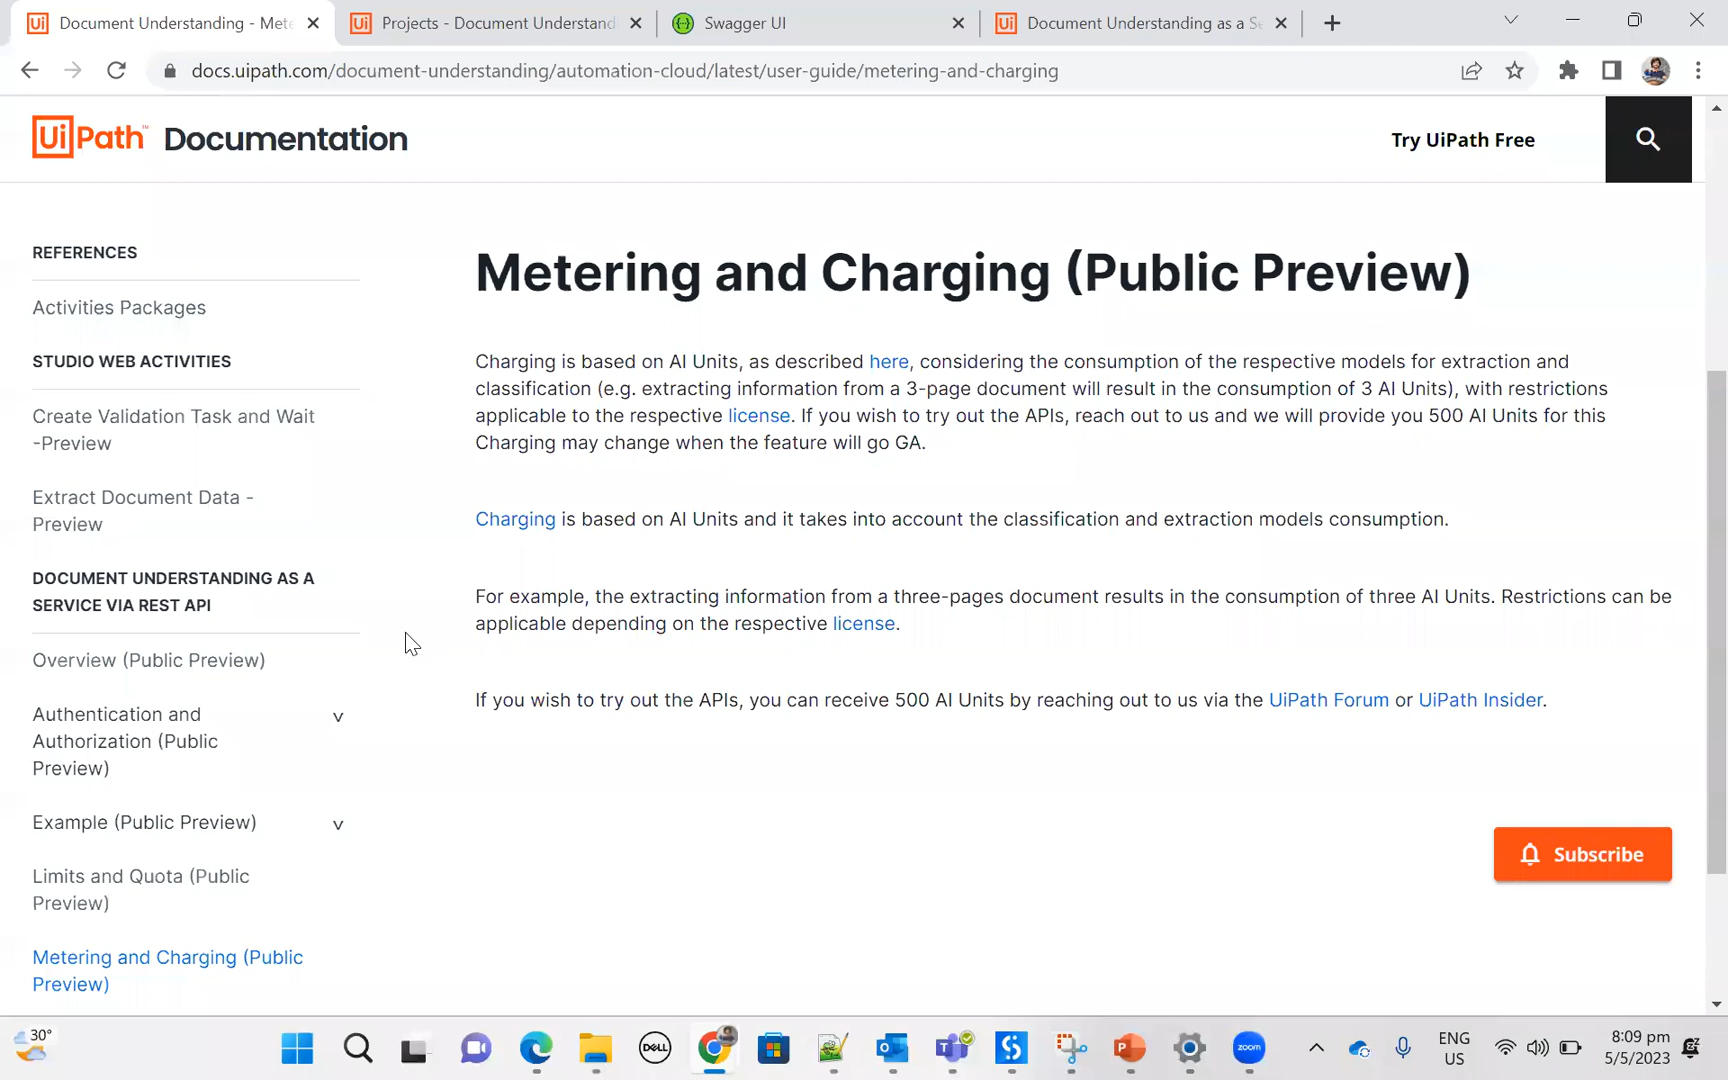 Document Understanding - Mete
Projects - Document Understand
Swagger UI
Document Understanding as a Se
docs.uipath.com/document-understanding/automation-cloud/latest/user-guide/metering-and-charging
UiPath Documentation
Try UiPath Free
REFERENCES
Activities Packages
STUDIO WEB ACTIVITIES
Create Validation Task and Wait
-Preview
Extract Document Data -
Preview
DOCUMENT UNDERSTANDING AS A
SERVICE VIA REST API
Overview (Public Preview)
Authentication and
Authorization (Public
Preview)
Example (Public Preview)
Limits and Quota (Public
Preview)
Metering and Charging (Public
Preview)
Metering and Charging (Public Preview)
Charging is based on AI Units, as described here, considering the consumption of the respective models for extraction and
classification (e.g. extracting information from a 3-page document will result in the consumption of 3 AI Units), with restrictions
applicable to the respective license. If you wish to try out the APIs, reach out to us and we will provide you 500 AI Units for this
Charging may change when the feature will go GA.
Charging is based on AI Units and it takes into account the classification and extraction models consumption.
For example, the extracting information from a three-pages document results in the consumption of three AI Units. Restrictions can be
applicable depending on the respective license.
If you wish to try out the APIs, you can receive 500 AI Units by reaching out to us via the UiPath Forum or UiPath Insider.
Subscribe
30°
DELL
zoom
ENG
US
8:09 pm
5/5/2023